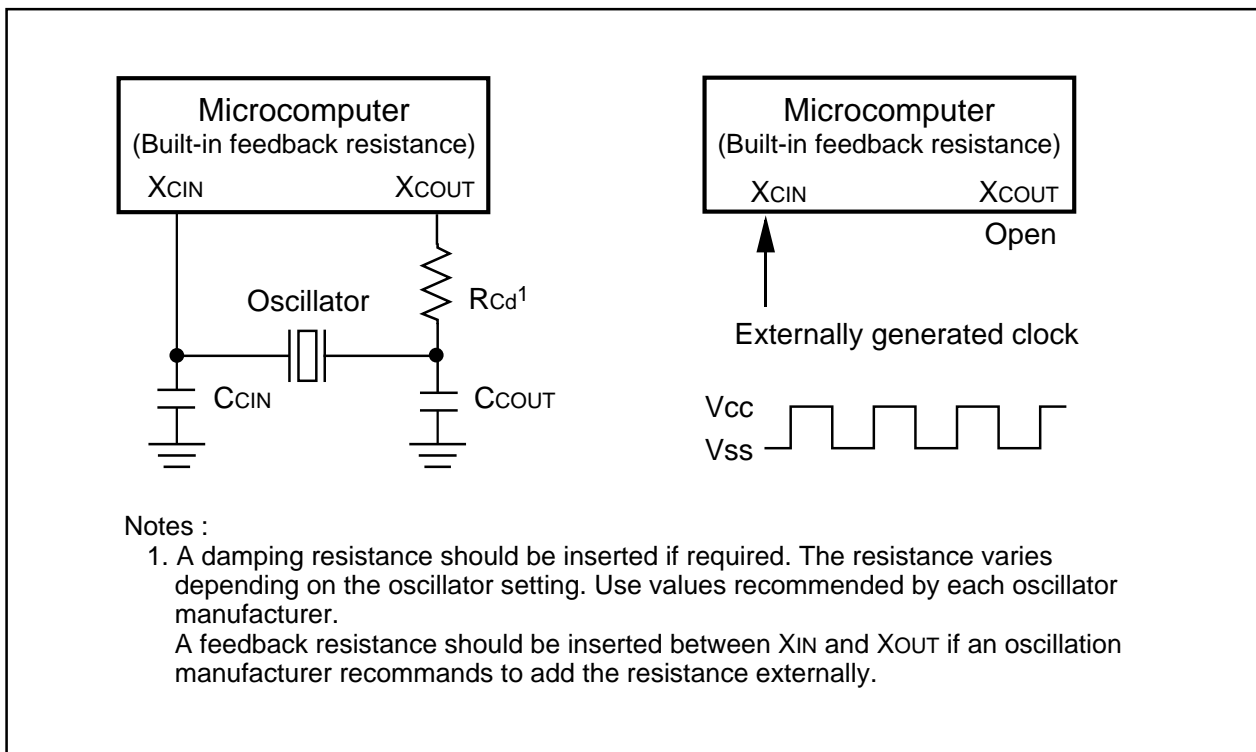 Microcomputer
(Built-in feedback resistance)
XCIN XCOUT
Oscillator
RCd1
CCIN
CCOUT
Microcomputer
(Built-in feedback resistance)
XCIN XCOUT
Open
Externally generated clock
Vcc
Vss
Notes :
1. A damping resistance should be inserted if required. The resistance varies
depending on the oscillator setting. Use values recommended by each oscillator
manufacturer.
A feedback resistance should be inserted between XIN and XOUT if an oscillation
manufacturer recommands to add the resistance externally.